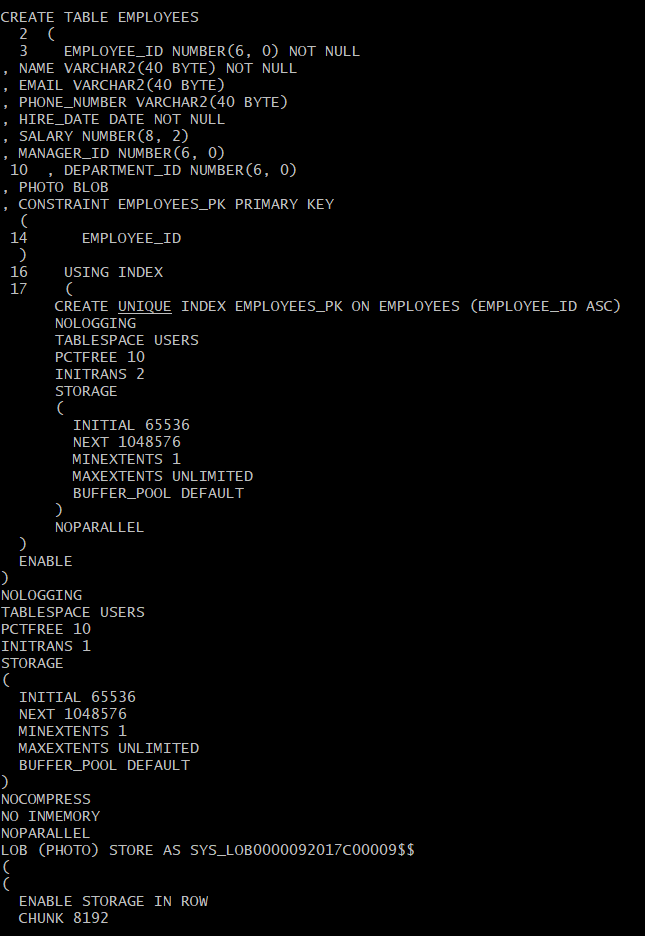 CREATE TABLE EMPLOYEES
  2  (
  3    EMPLOYEE_ID NUMBER(6, 0) NOT NULL
, NAME VARCHAR2(40 BYTE) NOT NULL
, EMAIL VARCHAR2(40 BYTE)
, PHONE_NUMBER VARCHAR2(40 BYTE)
, HIRE_DATE DATE NOT NULL
, SALARY NUMBER(8, 2)
, MANAGER_ID NUMBER(6, 0)
 10  , DEPARTMENT_ID NUMBER(6, 0)
, PHOTO BLOB
, CONSTRAINT EMPLOYEES_PK PRIMARY KEY
  (
 14      EMPLOYEE_ID
  )
 16    USING INDEX
 17    (
      CREATE UNIQUE INDEX EMPLOYEES_PK ON EMPLOYEES (EMPLOYEE_ID ASC)
      NOLOGGING
      TABLESPACE USERS
      PCTFREE 10
      INITRANS 2
      STORAGE
      (
        INITIAL 65536
        NEXT 1048576
        MINEXTENTS 1
        MAXEXTENTS UNLIMITED
        BUFFER_POOL DEFAULT
      )
      NOPARALLEL
  )
  ENABLE
)
NOLOGGING
TABLESPACE USERS
PCTFREE 10
INITRANS 1
STORAGE
(
  INITIAL 65536
  NEXT 1048576
  MINEXTENTS 1
  MAXEXTENTS UNLIMITED
  BUFFER_POOL DEFAULT
)
NOCOMPRESS
NO INMEMORY
NOPARALLEL
LOB (PHOTO) STORE AS SYS_LOB0000092017C00009$$
(
(
  ENABLE STORAGE IN ROW
  CHUNK 8192